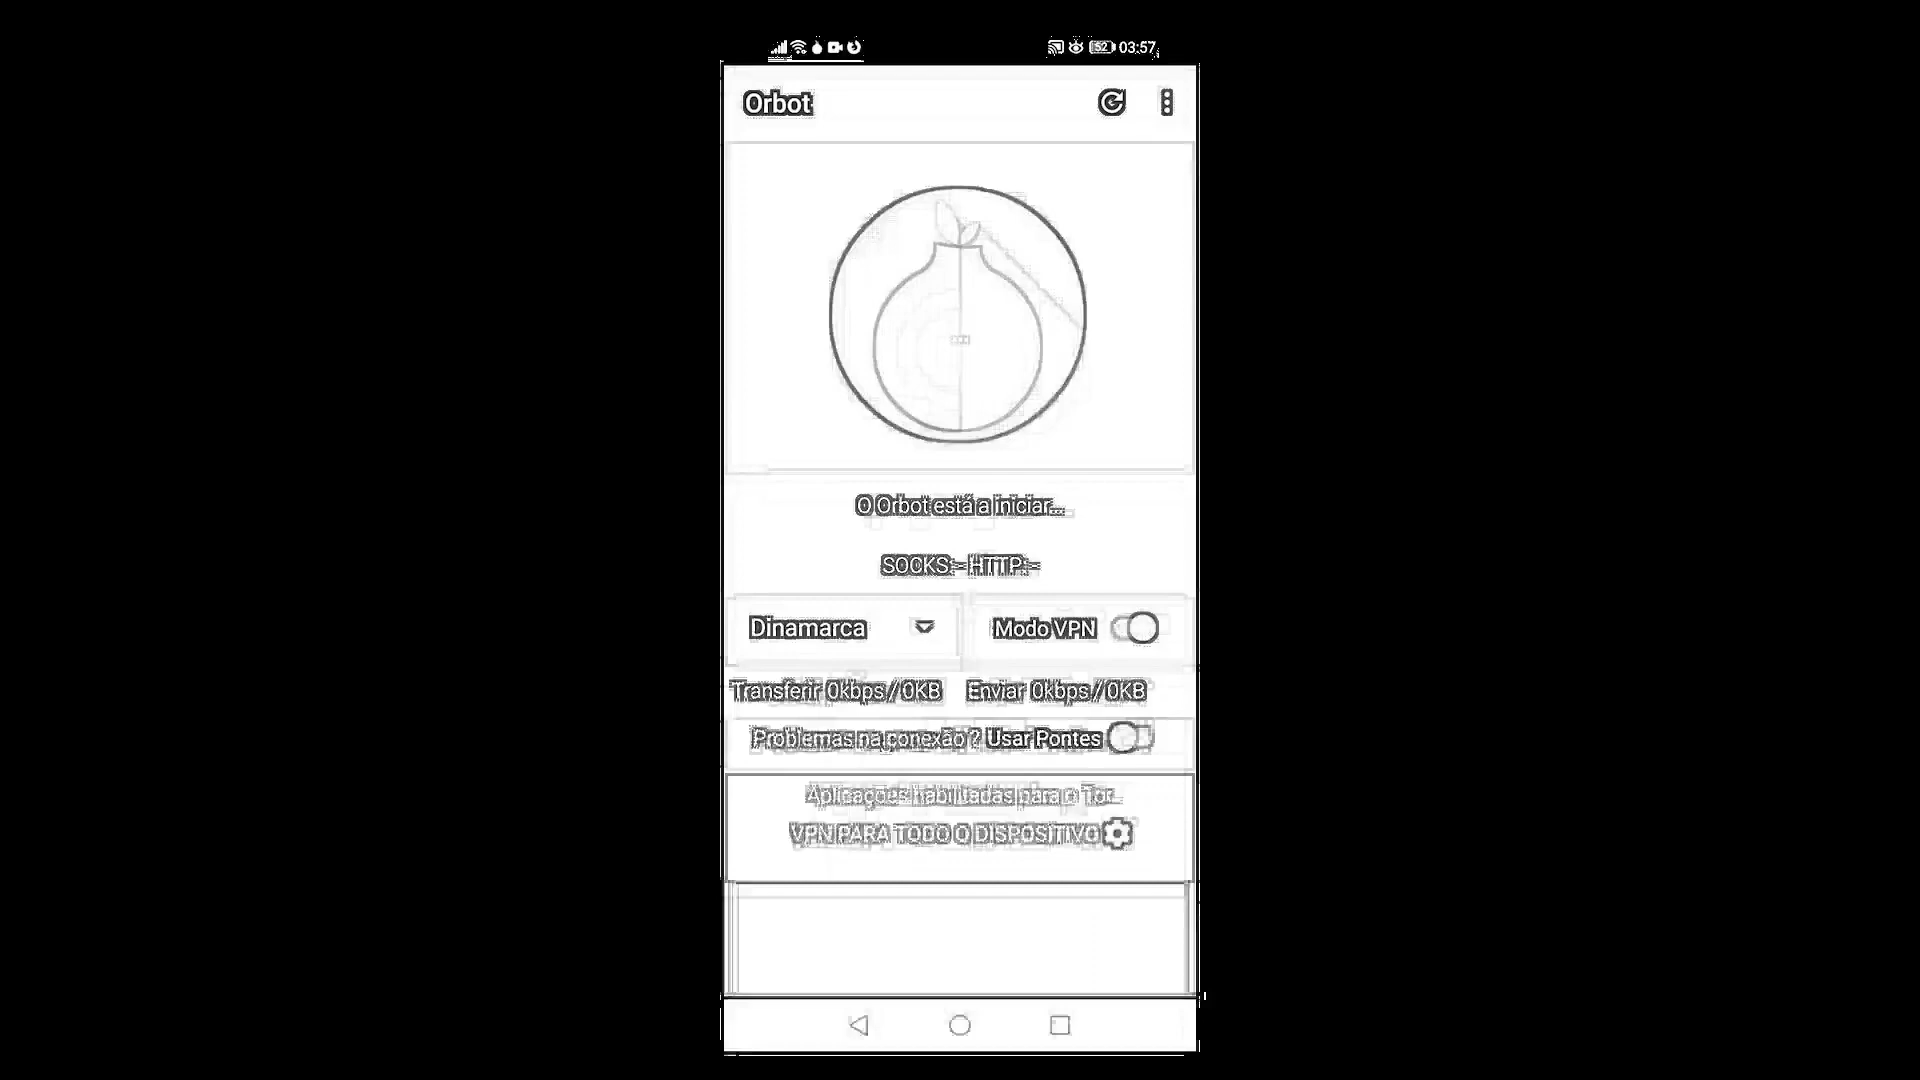 52 03:57
Orbot
O Orbot está a iniciar...
SOCKS: - HTTP: -
Dinamarca
Modo VPN
Transferir 0kbps / 0KB Enviar 0kbps / 0KB
Problemas na conexão? Usar Pontes
Aplicações habilitadas para o Tor
VPN PARA TODO O DISPOSITIVO